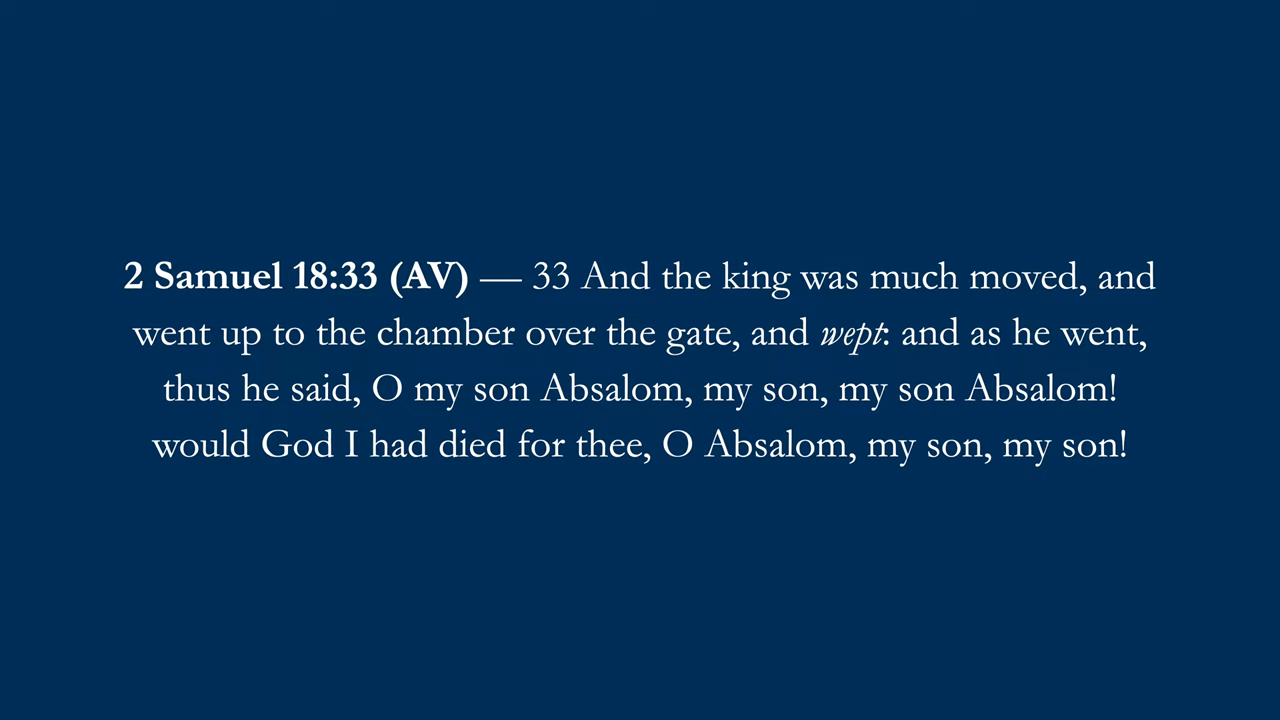 2 Samuel 18:33 (AV) — 33 And the king was much moved, and
went up to the chamber over the gate, and wept: and as he went,
thus he said, O my son Absalom, my son, my son Absalom!
would God I had died for thee, O Absalom, my son, my son!